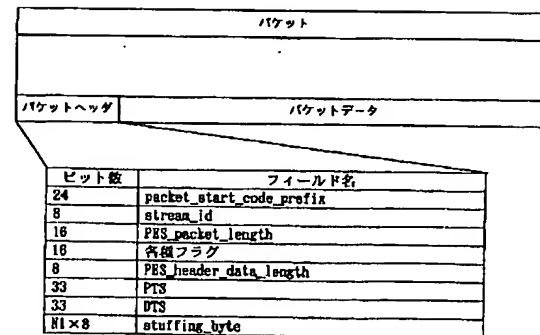 パケット
パケットヘッダ パケットデータ
ビット数 フィールド名
24 packet_start_code_prefix
8 stream_id
16 PES_packet_length
16 各種フラグ
8 PES_header_data_length
33 PTS
33 DTS
N1×8 stuffing_byte